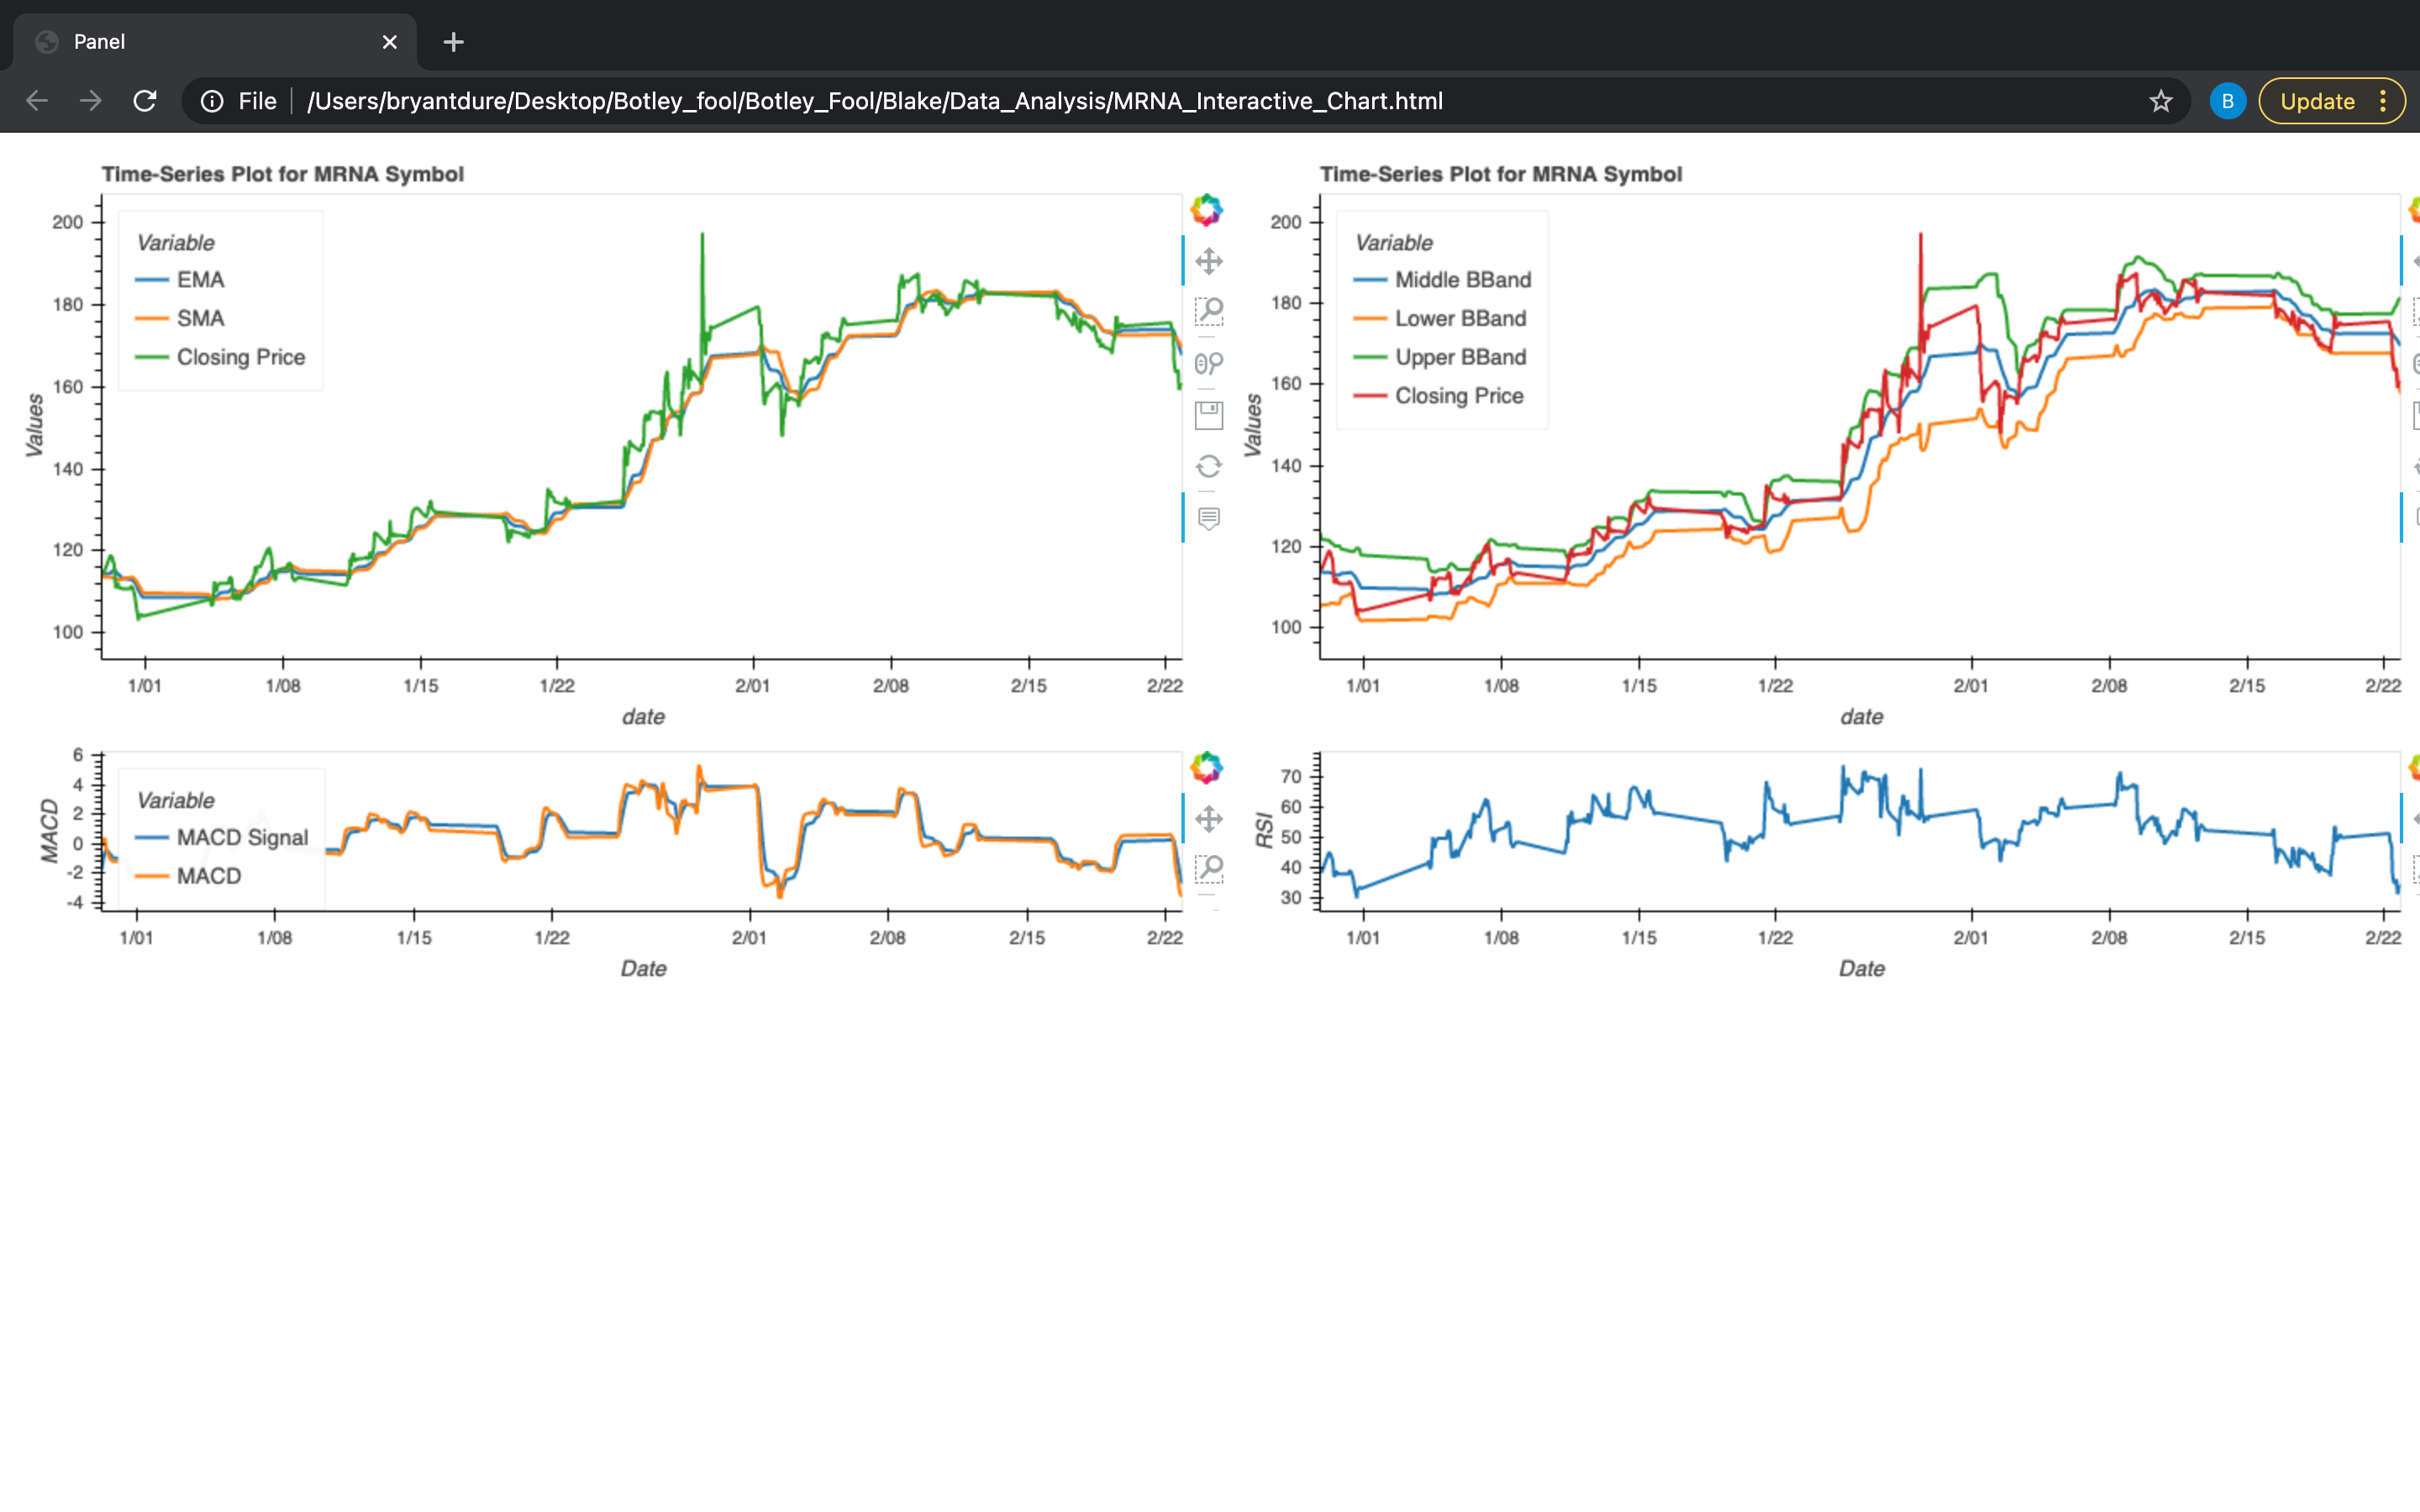 Panel
File /Users/bryantdure/Desktop/Botley_fool/Botley_Fool/Blake/Data_Analysis/MRNA_Interactive_Chart.html
B
Update
Time-Series Plot for MRNA Symbol
Variable
EMA
SMA
Closing Price
Values
200
180
160
140
120
100
1/01 1/08 1/15 1/22 2/01 2/08 2/15 2/22
date
Time-Series Plot for MRNA Symbol
Variable
Middle BBand
Lower BBand
Upper BBand
Closing Price
Values
200
180
160
140
120
100
1/01 1/08 1/15 1/22 2/01 2/08 2/15 2/22
date
Variable
MACD Signal
MACD
MACD
6
4
2
0
-2
-4
1/01 1/08 1/15 1/22 2/01 2/08 2/15 2/22
Date
RSI
70
60
50
40
30
1/01 1/08 1/15 1/22 2/01 2/08 2/15 2/22
Date